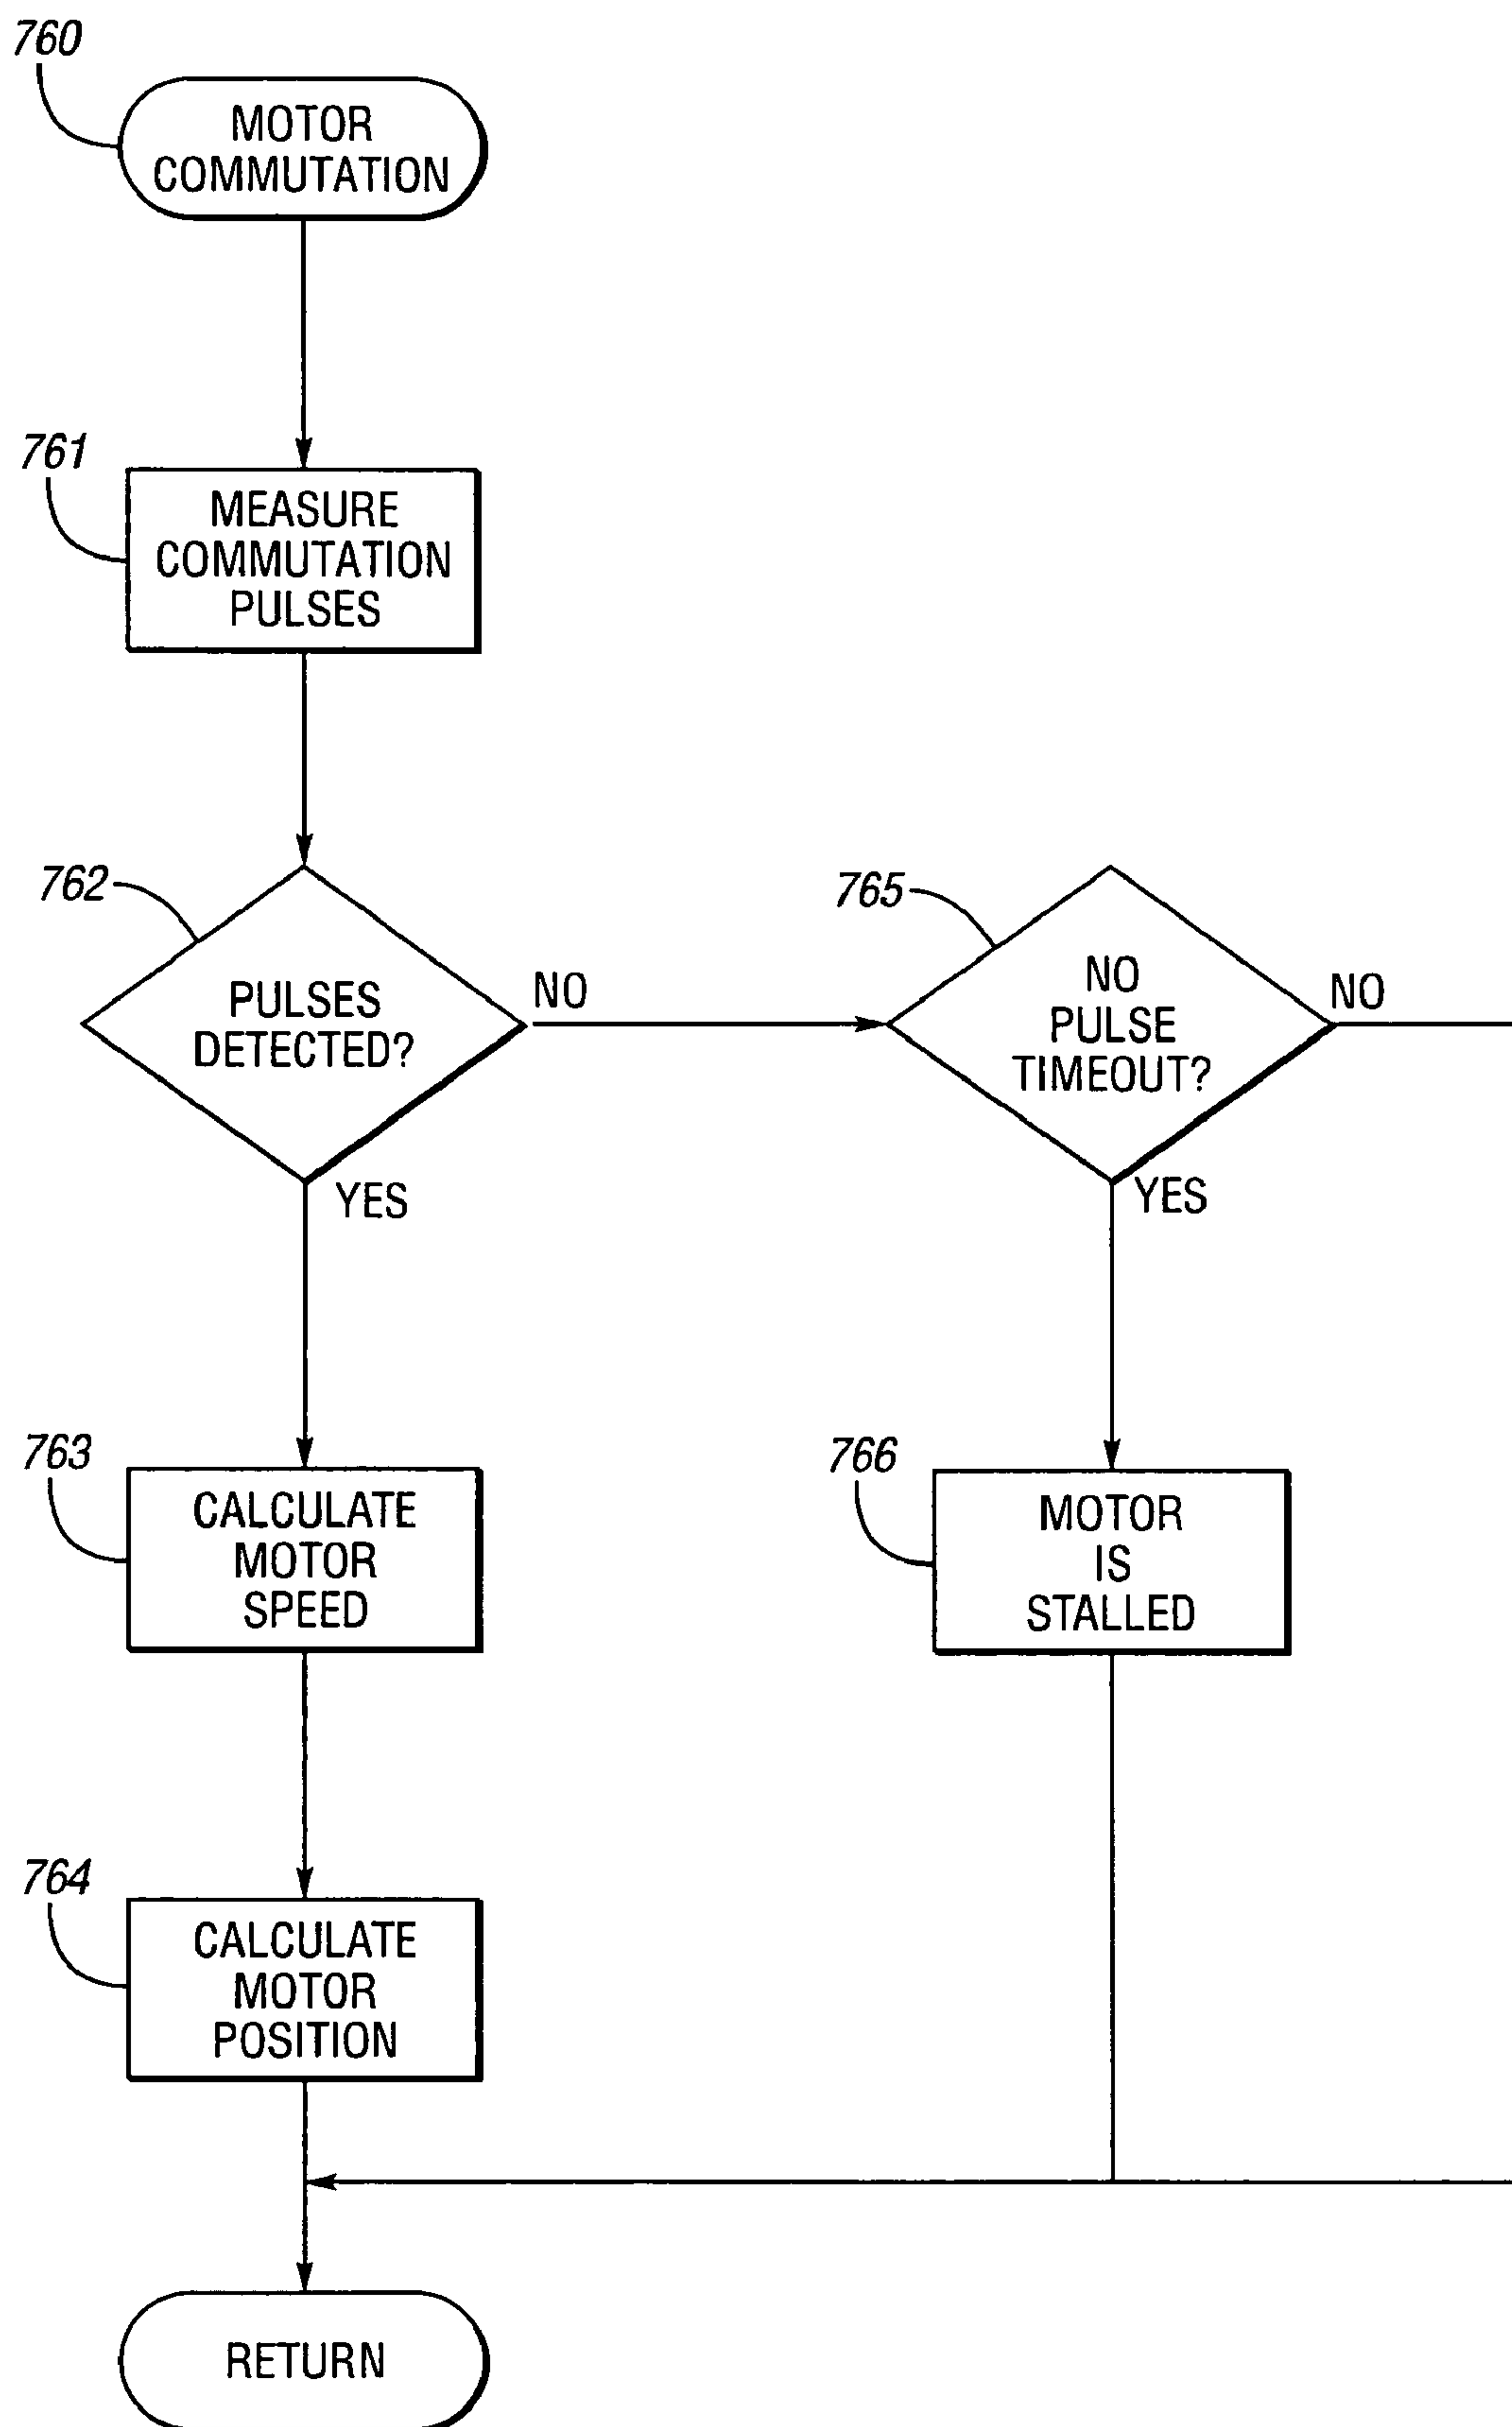 760
MOTOR
COMMUTATION
761
MEASURE
COMMUTATION
PULSES
762
PULSES
DETECTED?
NO
YES
765
NO
PULSE
TIMEOUT?
NO
YES
763
CALCULATE
MOTOR
SPEED
766
MOTOR
IS
STALLED
764
CALCULATE
MOTOR
POSITION
RETURN